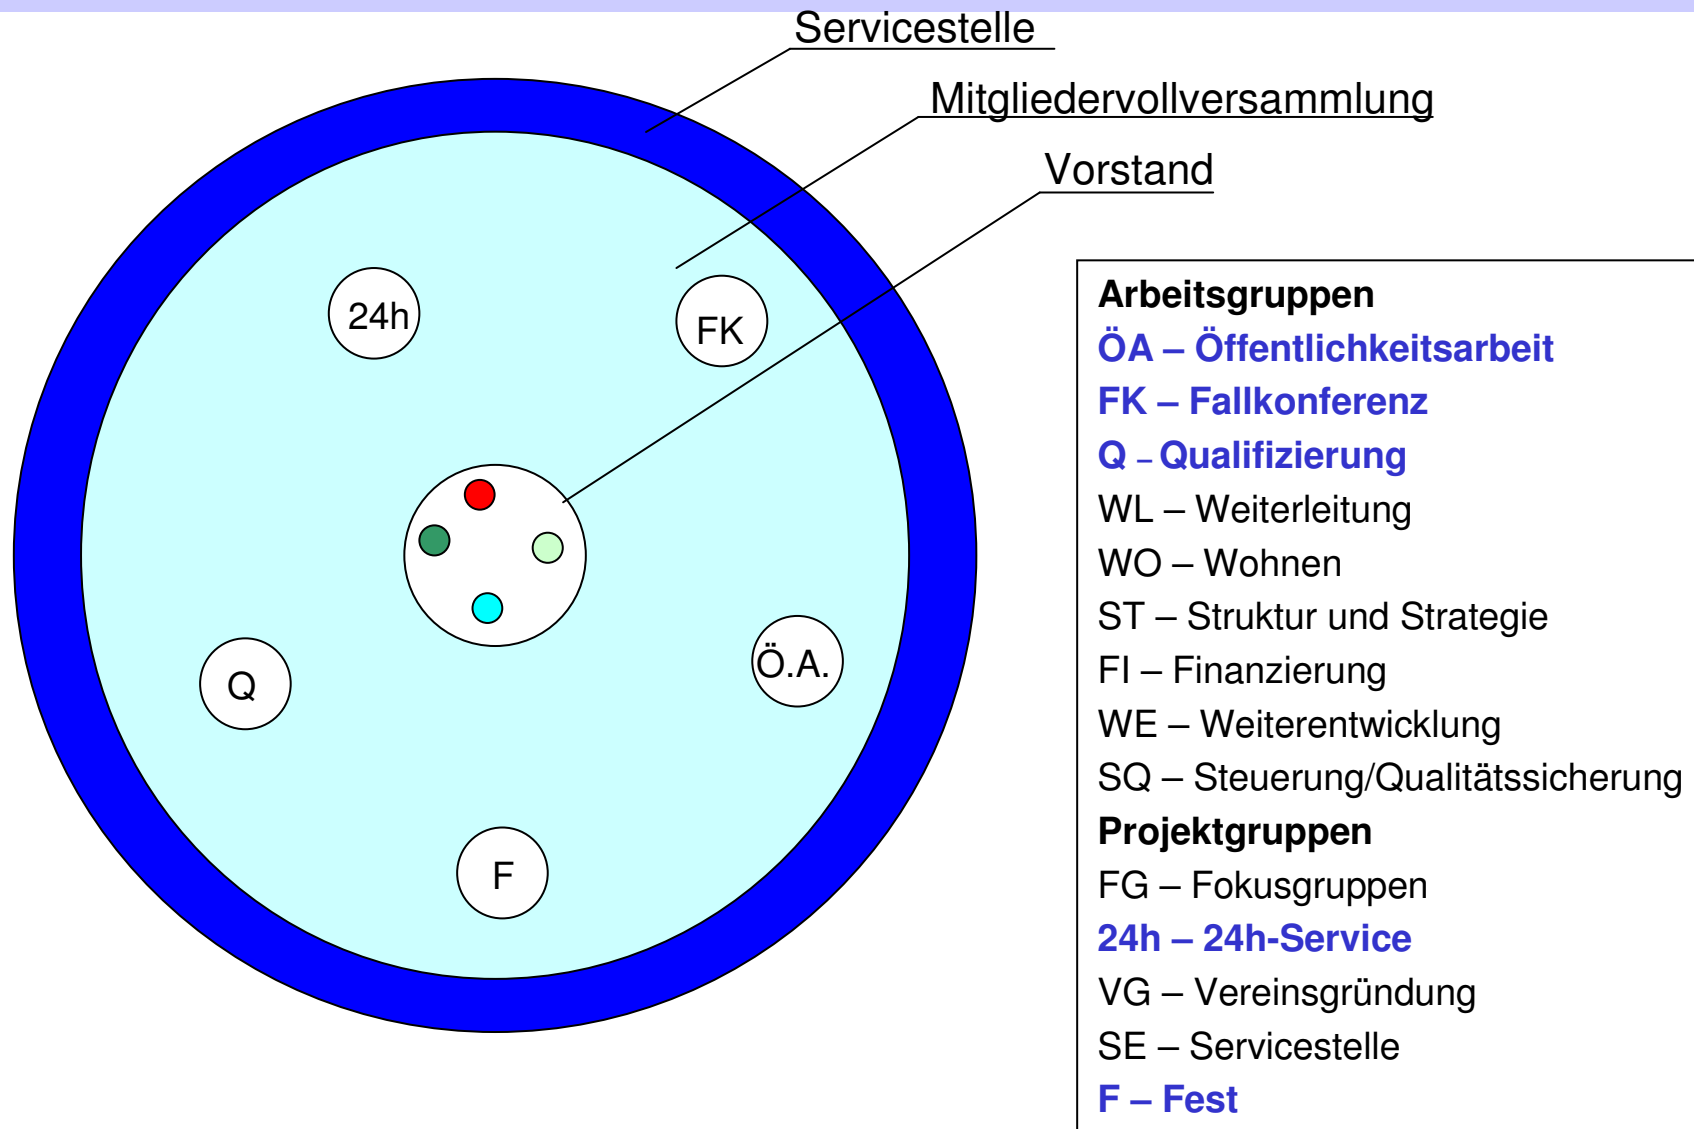 Servicestelle
Mitgliedervollversammlung
Vorstand
24h
FK
Q
Ö.A.
F
Arbeitsgruppen
ÖA – Öffentlichkeitsarbeit
FK – Fallkonferenz
Q – Qualifizierung
WL – Weiterleitung
WO – Wohnen
ST – Struktur und Strategie
FI – Finanzierung
WE – Weiterentwicklung
SQ – Steuerung/Qualitätssicherung
Projektgruppen
FG – Fokusgruppen
24h – 24h-Service
VG – Vereinsgründung
SE – Servicestelle
F – Fest